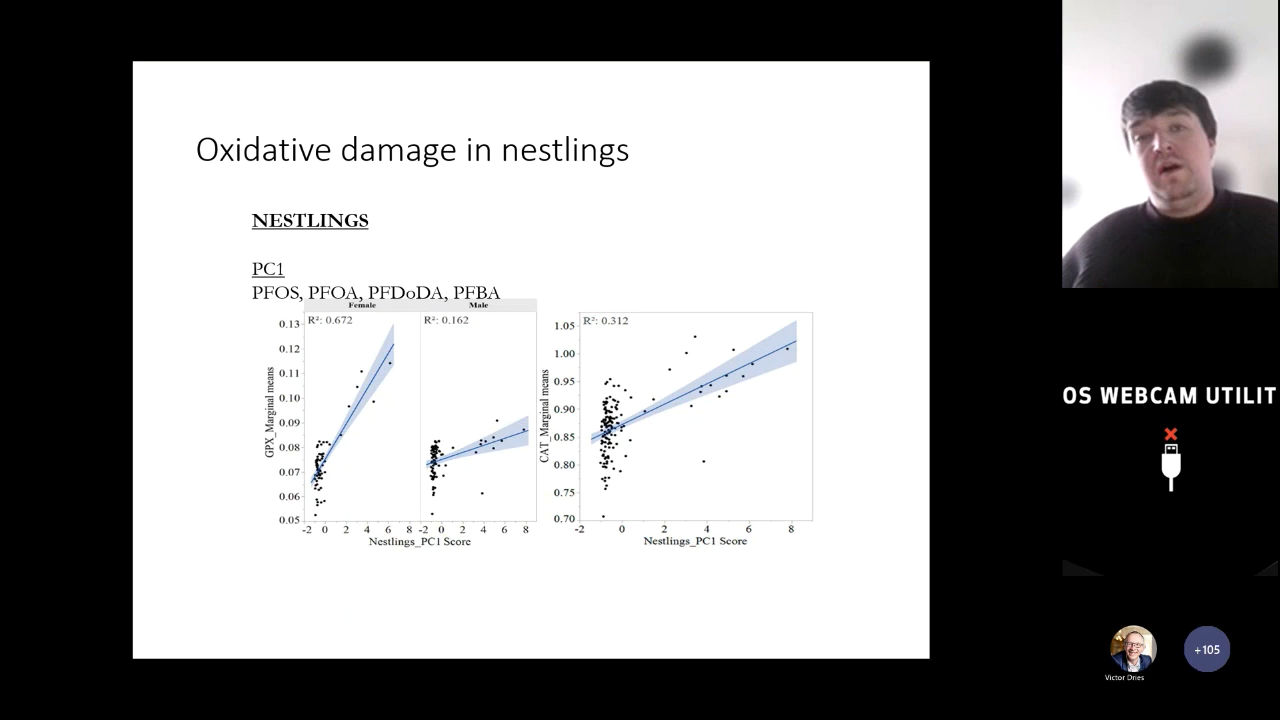 Oxidative damage in nestlings
NESTLINGS
PC1
PFOS, PFOA, PFDoDA, PFBA
Female
Male
R²: 0.672
R²: 0.162
GPX_Marginal means
0.13
0.12
0.11
0.10
0.09
0.08
0.07
0.06
0.05
-2 0 2 4 6 8 -2 0 2 4 6 8
Nestlings_PC1 Score
R²: 0.312
CAT_Marginal means
1.05
1.00
0.95
0.90
0.85
0.80
0.75
0.70
-2 0 2 4 6 8
Nestlings_PC1 Score
OS WEBCAM UTILIT
+105
Victor Dries